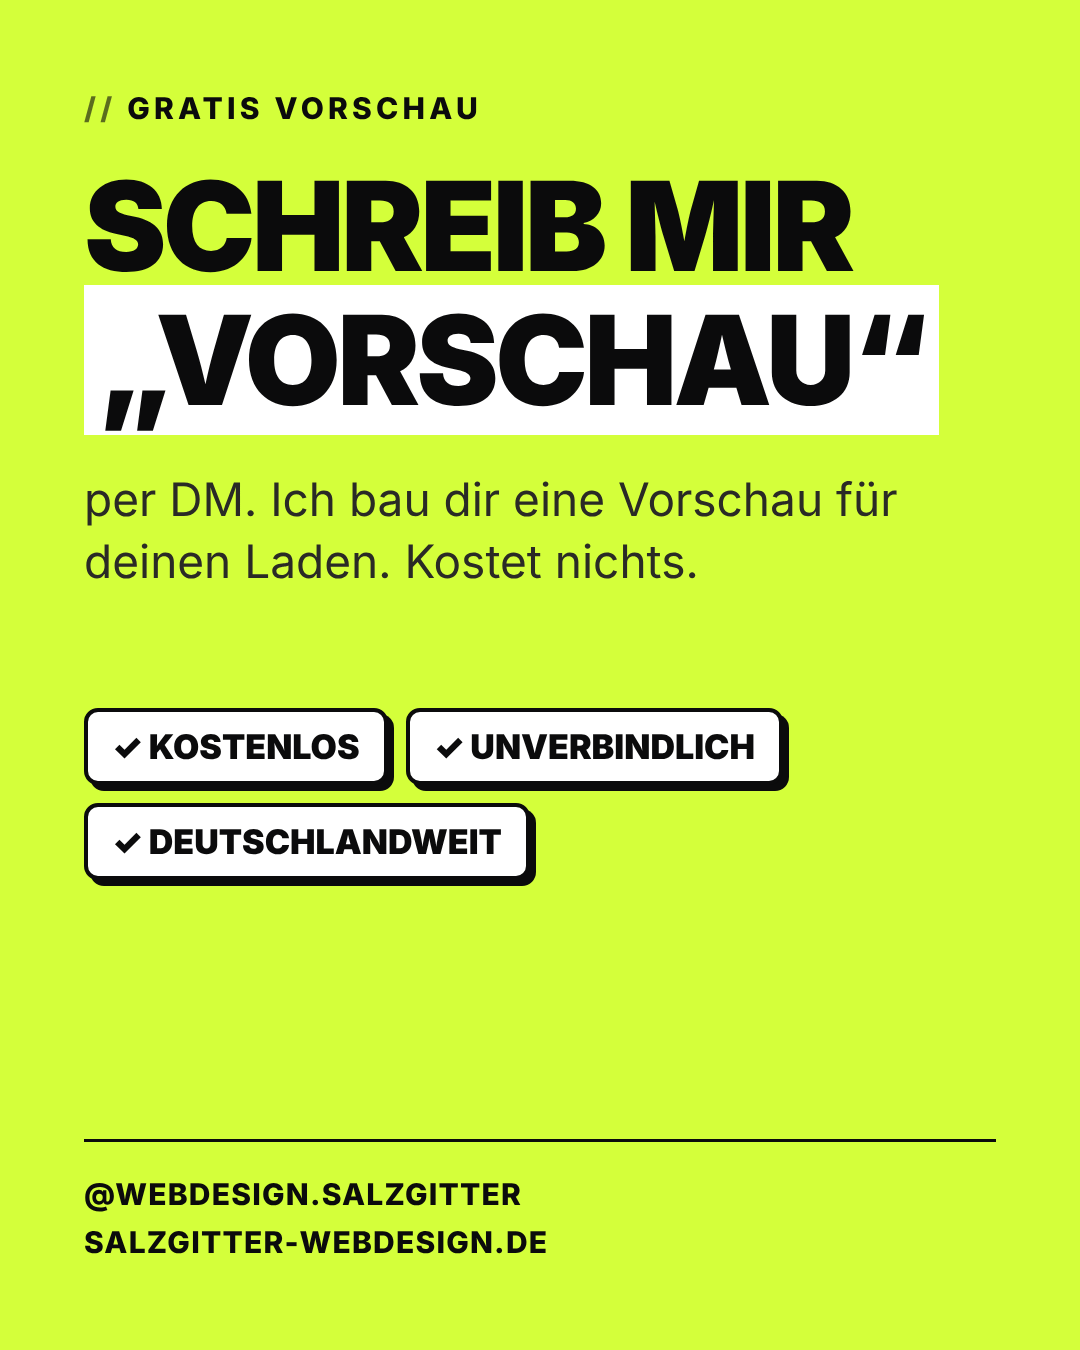 // GRATIS VORSCHAU
SCHREIB MIR
„VORSCHAU“
per DM. Ich bau dir eine Vorschau für
deinen Laden. Kostet nichts.
✓ KOSTENLOS ✓ UNVERBINDLICH
✓ DEUTSCHLANDWEIT
@WEBDESIGN.SALZGITTER
SALZGITTER-WEBDESIGN.DE